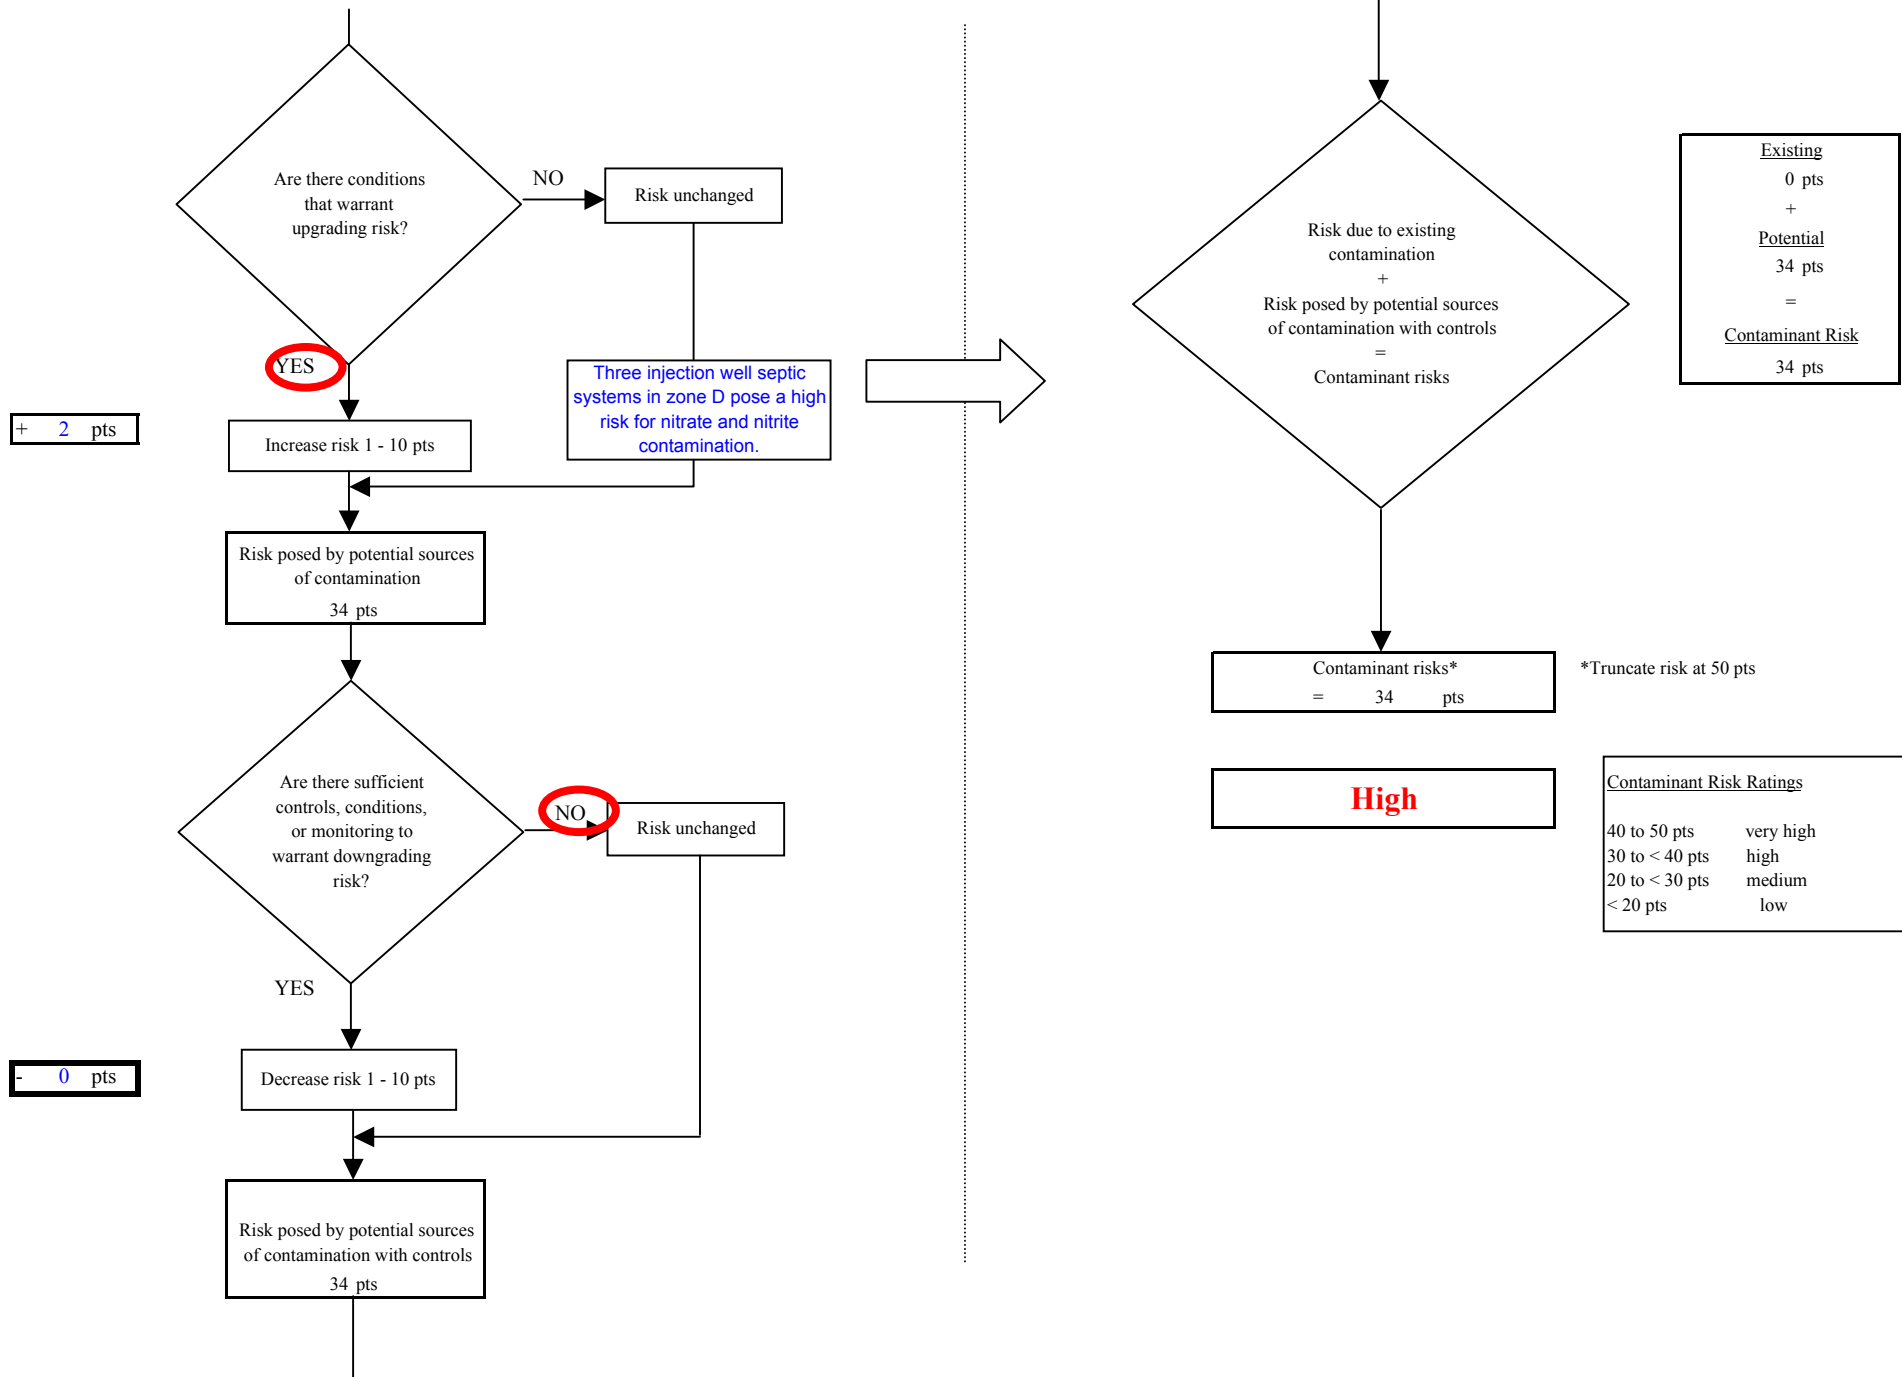 Are there conditions
that warrant
upgrading risk?
NO
Risk unchanged
YES
Three injection well septic
systems in zone D pose a high
risk for nitrate and nitrite
contamination.
+ 2 pts
Increase risk 1 - 10 pts
Risk posed by potential sources
of contamination
34 pts
Are there sufficient
controls, conditions,
or monitoring to
warrant downgrading
risk?
NO
Risk unchanged
YES
- 0 pts
Decrease risk 1 - 10 pts
Risk posed by potential sources
of contamination with controls
34 pts
Risk due to existing
contamination
+
Risk posed by potential sources
of contamination with controls
=
Contaminant risks
Existing
0 pts
+
Potential
34 pts
=
Contaminant Risk
34 pts
Contaminant risks*
= 34 pts
*Truncate risk at 50 pts
High
Contaminant Risk Ratings
40 to 50 pts very high
30 to < 40 pts high
20 to < 30 pts medium
< 20 pts low